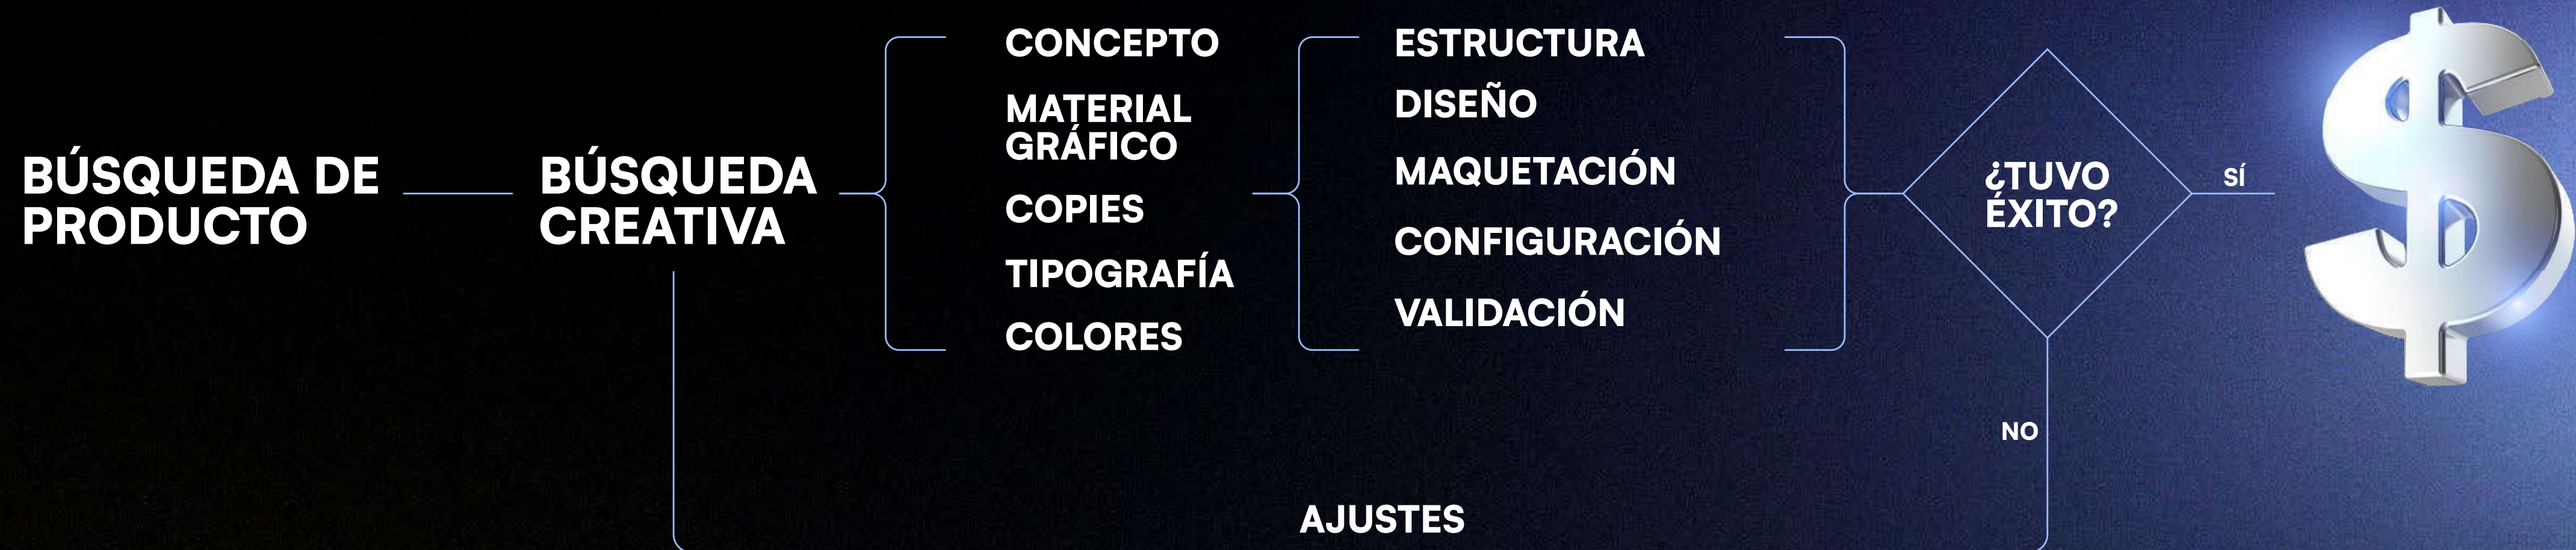 BÚSQUEDA DE
PRODUCTO
BÚSQUEDA
CREATIVA
CONCEPTO
MATERIAL
GRÁFICO
COPIES
TIPOGRAFÍA
COLORES
ESTRUCTURA
DISEÑO
MAQUETACIÓN
CONFIGURACIÓN
VALIDACIÓN
¿TUVO
ÉXITO?
SÍ
$
NO
AJUSTES